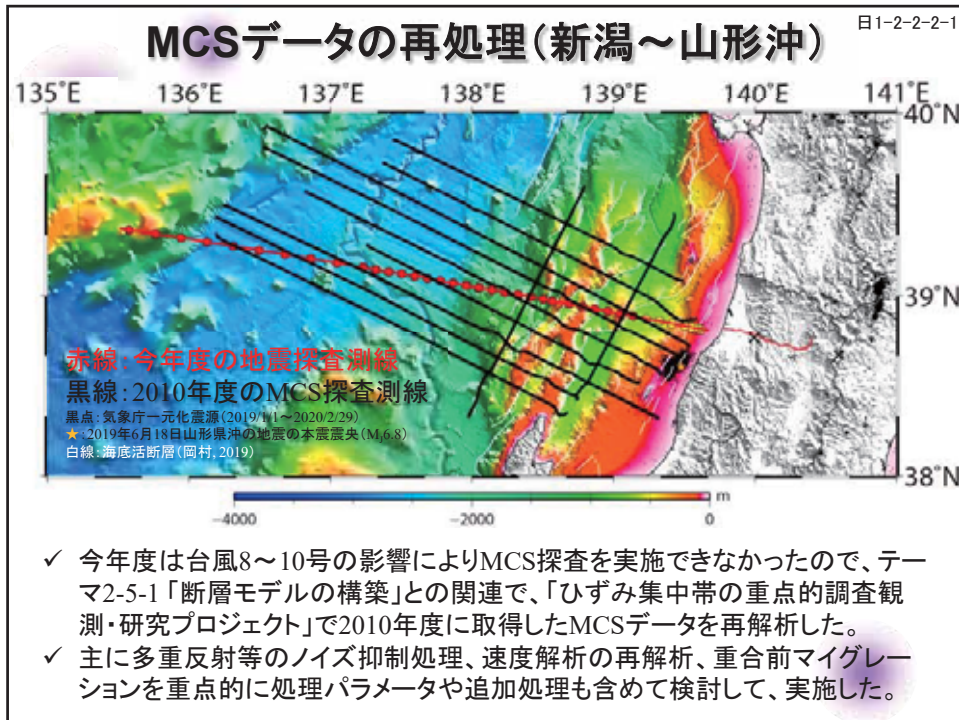 日1-2-2-2-1
MCSデータの再処理(新潟～山形沖)
135°E 136°E 137°E 138°E 139°E 140°E 141°E
40°N
39°N
38°N
赤線：今年度の地震探査測線
黒線：2010年度のMCS探査測線
黒点：気象庁一元化震源(2019/1/1～2020/2/29)
★：2019年6月18日山形県沖の地震の本震震央(Mj6.8)
白線：海底活断層(岡村, 2019)
m
−4000 −2000 0
✓ 今年度は台風8～10号の影響によりMCS探査を実施できなかったので、テー
マ2-5-1「断層モデルの構築」との関連で、「ひずみ集中帯の重点的調査観
測・研究プロジェクト」で2010年度に取得したMCSデータを再解析した。
✓ 主に多重反射等のノイズ抑制処理、速度解析の再解析、重合前マイグレー
ションを重点的に処理パラメータや追加処理も含めて検討して、実施した。